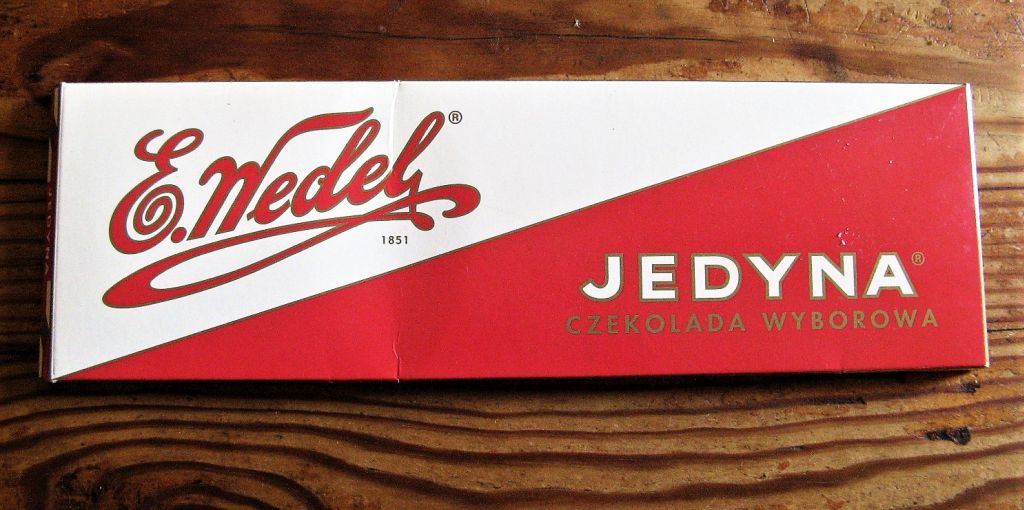 E. Wedel®
1851
JEDYNA®
CZEKOLADA WYBOROWA